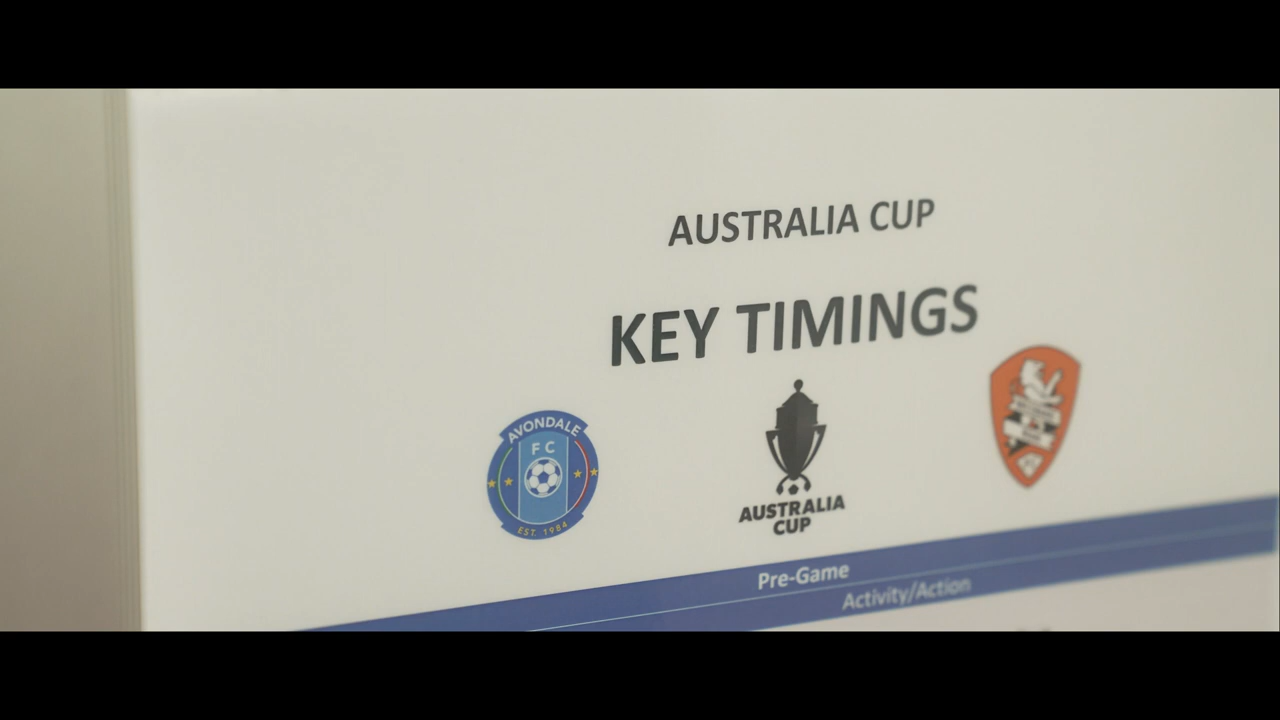 AUSTRALIA CUP
KEY TIMINGS
AVONDALE
FC
EST. 1984
AUSTRALIA
CUP
Pre-Game
Activity/Action